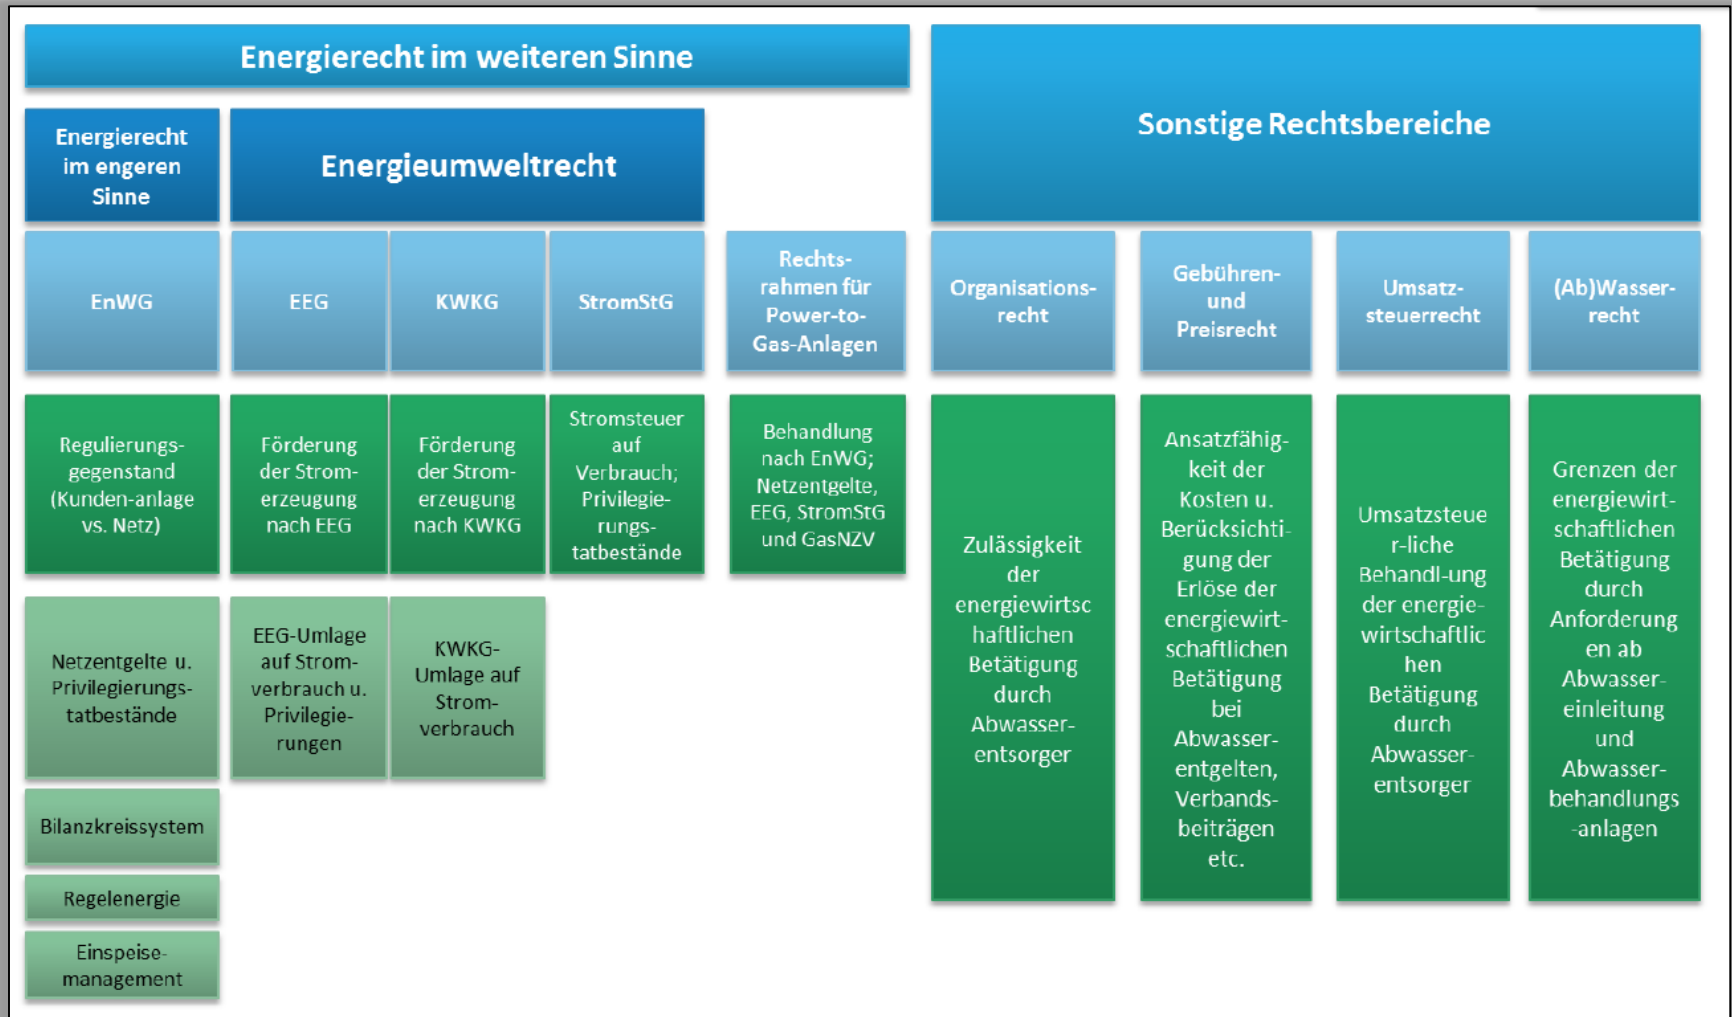 Energierecht im weiteren Sinne
Sonstige Rechtsbereiche
Energierecht
im engeren
Sinne
Energieumweltrecht
EnWG
EEG
KWKG
StromStG
Rechts-
rahmen für
Power-to-
Gas-Anlagen
Organisations-
recht
Gebühren-
und
Preisrecht
Umsatz-
steuerrecht
(Ab)Wasser-
recht
Regulierungs-
gegenstand
(Kunden-anlage
vs. Netz)
Förderung
der Strom-
erzeugung
nach EEG
Förderung
der Strom-
erzeugung
nach KWKG
Stromsteuer
auf
Verbrauch;
Privilegie-
rungs-
tatbestände
Behandlung
nach EnWG;
Netzentgelte,
EEG, StromStG
und GasNZV
Zulässigkeit
der
energiewirtsc
haftlichen
Betätigung
durch
Abwasser-
entsorger
Ansatzfähig-
keit der
Kosten u.
Berücksichti-
gung der
Erlöse der
energiewirt-
schaftlichen
Betätigung
bei
Abwasser-
entgelten,
Verbands-
beiträgen
etc.
Umsatzsteue
r-liche
Behandl-ung
der energie-
wirtschaftlic
hen
Betätigung
durch
Abwasser-
entsorger
Grenzen der
energiewirt-
schaftlichen
Betätigung
durch
Anforderung
en ab
Abwasser-
einleitung
und
Abwasser-
behandlungs
-anlagen
Netzentgelte u.
Privilegierungs-
tatbestände
EEG-Umlage
auf Strom-
verbrauch u.
Privilegie-
rungen
KWKG-
Umlage auf
Strom-
verbrauch
Bilanzkreissystem
Regelenergie
Einspeise-
management